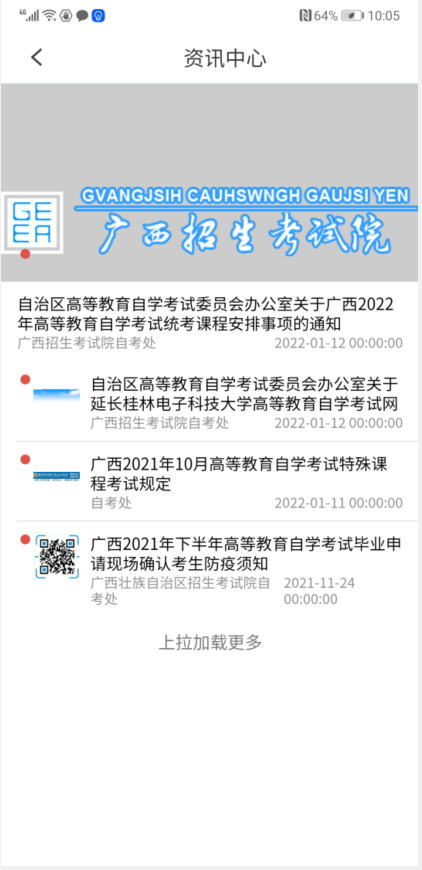 4G 64% 10:05
资讯中心
GVANGJSIH CAUHSWNGH GAUJSI YEN
GE
EA
广西招生考试院
自治区高等教育自学考试委员会办公室关于广西2022
年高等教育自学考试统考课程安排事项的通知
广西招生考试院自考处 2022-01-12 00:00:00
自治区高等教育自学考试委员会办公室关于
延长桂林电子科技大学高等教育自学考试网
广西招生考试院自考处 2022-01-12 00:00:00
广西2021年10月高等教育自学考试特殊课
程考试规定
自考处 2022-01-11 00:00:00
广西2021年下半年高等教育自学考试毕业申
请现场确认考生防疫须知
广西壮族自治区招生考试院自 2021-11-24
考处 00:00:00
上拉加载更多